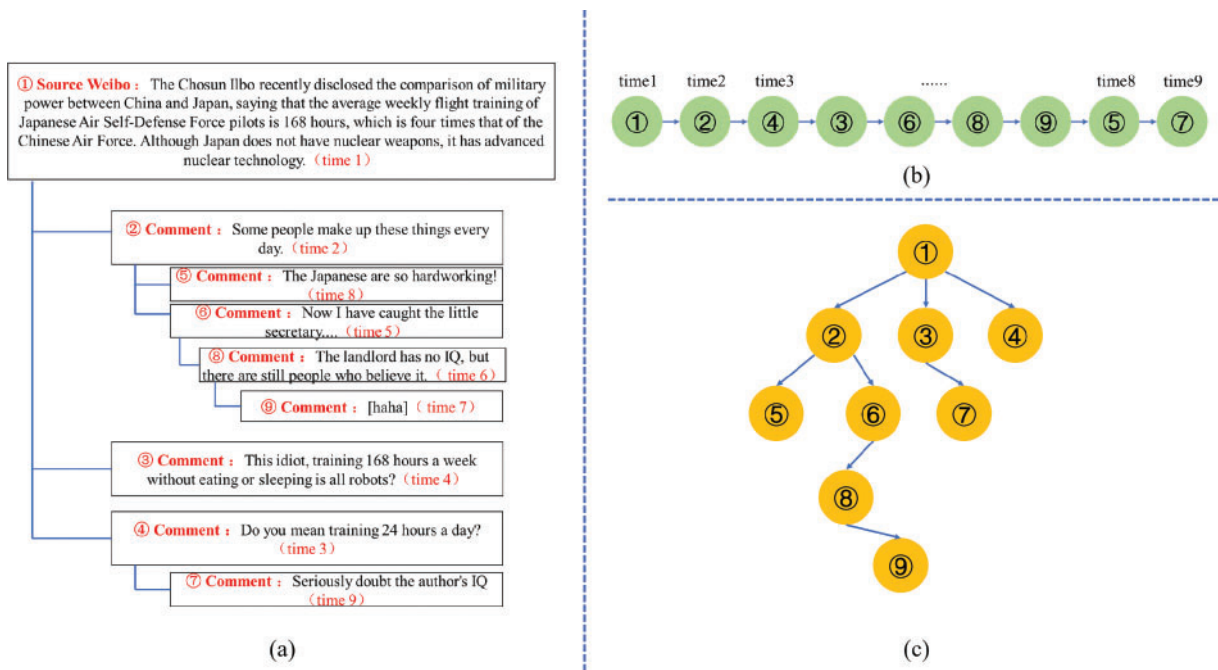 ① Source Weibo : The Chosun Ilbo recently disclosed the comparison of military
power between China and Japan, saying that the average weekly flight training of
Japanese Air Self-Defense Force pilots is 168 hours, which is four times that of the
Chinese Air Force. Although Japan does not have nuclear weapons, it has advanced
nuclear technology. (time 1)
② Comment : Some people make up these things every
day. (time 2)
⑤ Comment : The Japanese are so hardworking!
(time 8)
⑥ Comment : Now I have caught the little
secretary.... (time 5)
⑧ Comment : The landlord has no IQ, but
there are still people who believe it. ( time 6)
⑨ Comment : [haha] ( time 7)
③ Comment : This idiot, training 168 hours a week
without eating or sleeping is all robots? (time 4)
④ Comment : Do you mean training 24 hours a day?
(time 3)
⑦ Comment : Seriously doubt the author's IQ
(time 9)
(a)
time1 time2 time3 ...... time8 time9
① ② ④ ③ ⑥ ⑧ ⑨ ⑤ ⑦
(b)
①
② ③ ④
⑤ ⑥ ⑦
⑧
⑨
(c)